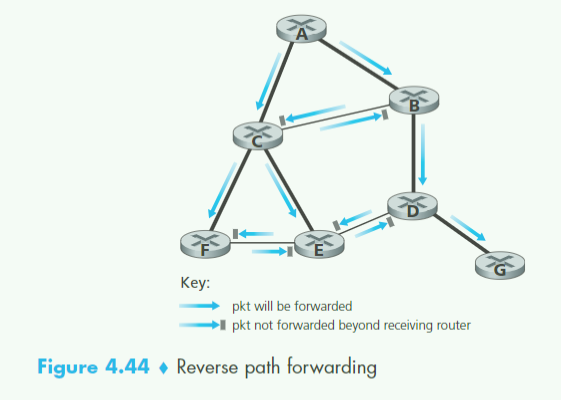 A
B
C
D
F
E
G
Key:
pkt will be forwarded
pkt not forwarded beyond receiving router
Figure 4.44 ♦ Reverse path forwarding